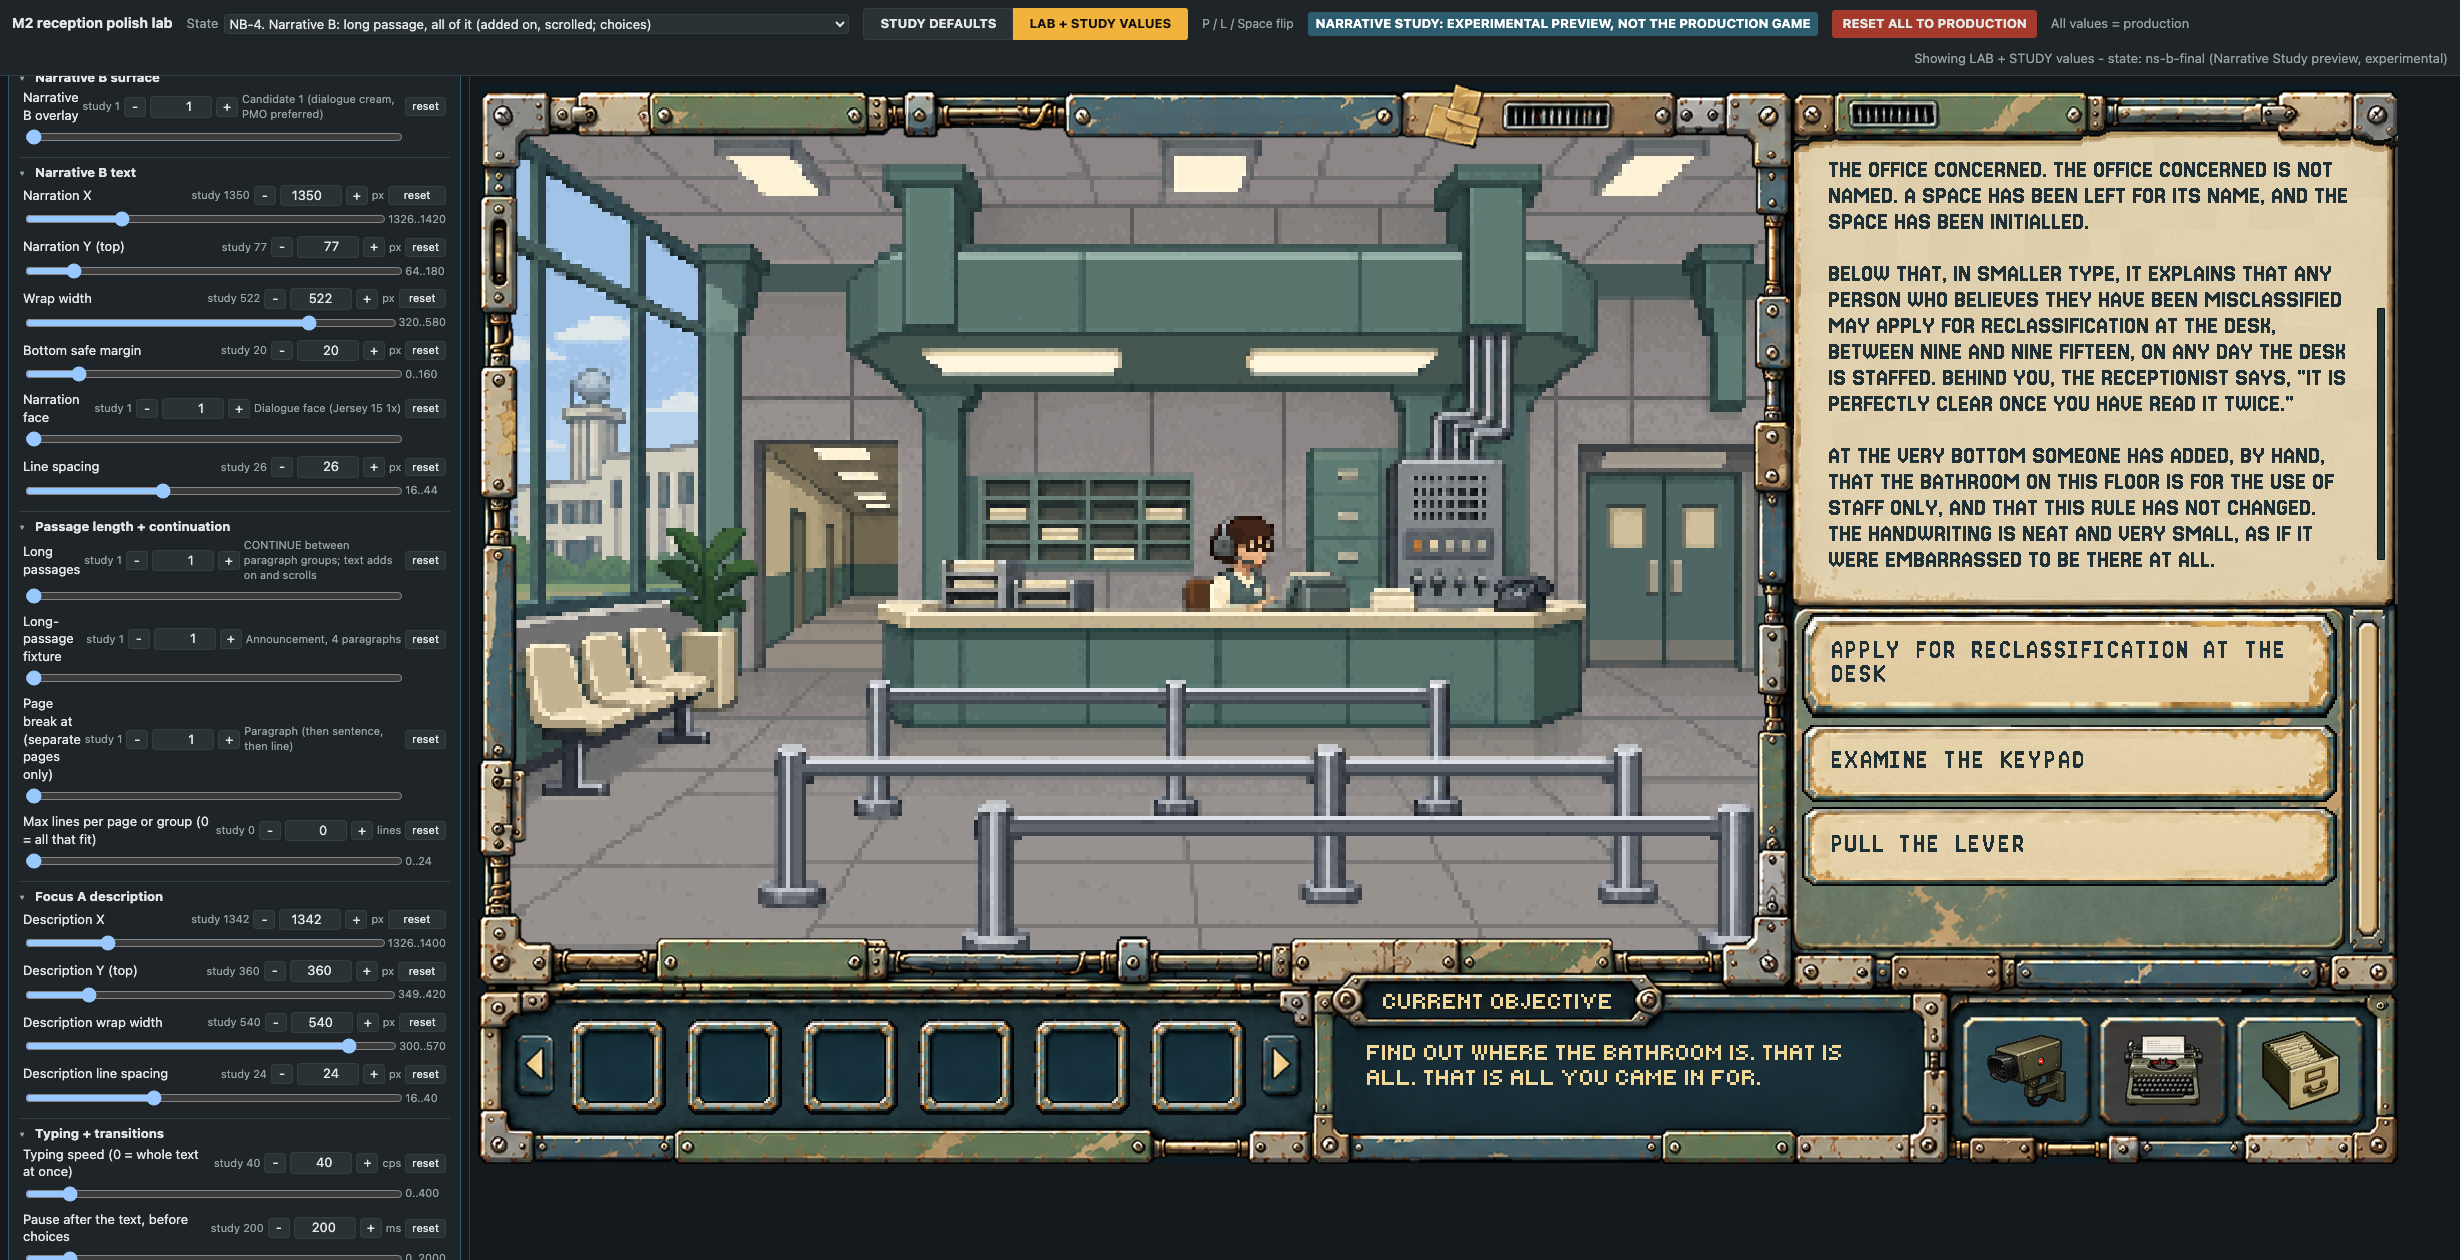 M2 reception polish lab
State
NB-4. Narrative B: long passage, all of it (added on, scrolled; choices)
STUDY DEFAULTS
LAB + STUDY VALUES
P / L / Space flip
NARRATIVE STUDY: EXPERIMENTAL PREVIEW, NOT THE PRODUCTION GAME
RESET ALL TO PRODUCTION
All values = production
Showing LAB + STUDY values - state: ns-b-final (Narrative Study preview, experimental)
Narrative B surface
Narrative B overlay study 1 - 1 + Candidate 1 (dialogue cream, PMO preferred) reset
Narrative B text
Narration X study 1350 - 1350 + px reset
1326..1420
Narration Y (top) study 77 - 77 + px reset
64..180
Wrap width study 522 - 522 + px reset
320..580
Bottom safe margin study 20 - 20 + px reset
0..160
Narration face study 1 - 1 + Dialogue face (Jersey 15 1x) reset
Line spacing study 26 - 26 + px reset
16..44
Passage length + continuation
Long passages study 1 - 1 + CONTINUE between paragraph groups; text adds on and scrolls reset
Long-passage fixture study 1 - 1 + Announcement, 4 paragraphs reset
Page break at (separate pages only) study 1 - 1 + Paragraph (then sentence, then line) reset
Max lines per page or group (0 = all that fit) study 0 - 0 + lines reset
0..24
Focus A description
Description X study 1342 - 1342 + px reset
1326..1400
Description Y (top) study 360 - 360 + px reset
349..420
Description wrap width study 540 - 540 + px reset
300..570
Description line spacing study 24 - 24 + px reset
16..40
Typing + transitions
Typing speed (0 = whole text at once) study 40 - 40 + cps reset
0..400
Pause after the text, before choices study 200 - 200 + ms reset
0..2000
THE OFFICE CONCERNED. THE OFFICE CONCERNED IS NOT
NAMED. A SPACE HAS BEEN LEFT FOR ITS NAME, AND THE
SPACE HAS BEEN INITIALLED.
BELOW THAT, IN SMALLER TYPE, IT EXPLAINS THAT ANY
PERSON WHO BELIEVES THEY HAVE BEEN MISCLASSIFIED
MAY APPLY FOR RECLASSIFICATION AT THE DESK,
BETWEEN NINE AND NINE FIFTEEN, ON ANY DAY THE DESK
IS STAFFED. BEHIND YOU, THE RECEPTIONIST SAYS, "IT IS
PERFECTLY CLEAR ONCE YOU HAVE READ IT TWICE."
AT THE VERY BOTTOM SOMEONE HAS ADDED, BY HAND,
THAT THE BATHROOM ON THIS FLOOR IS FOR THE USE OF
STAFF ONLY, AND THAT THIS RULE HAS NOT CHANGED.
THE HANDWRITING IS NEAT AND VERY SMALL, AS IF IT
WERE EMBARRASSED TO BE THERE AT ALL.
APPLY FOR RECLASSIFICATION AT THE
DESK
EXAMINE THE KEYPAD
PULL THE LEVER
CURRENT OBJECTIVE
FIND OUT WHERE THE BATHROOM IS. THAT IS
ALL. THAT IS ALL YOU CAME IN FOR.